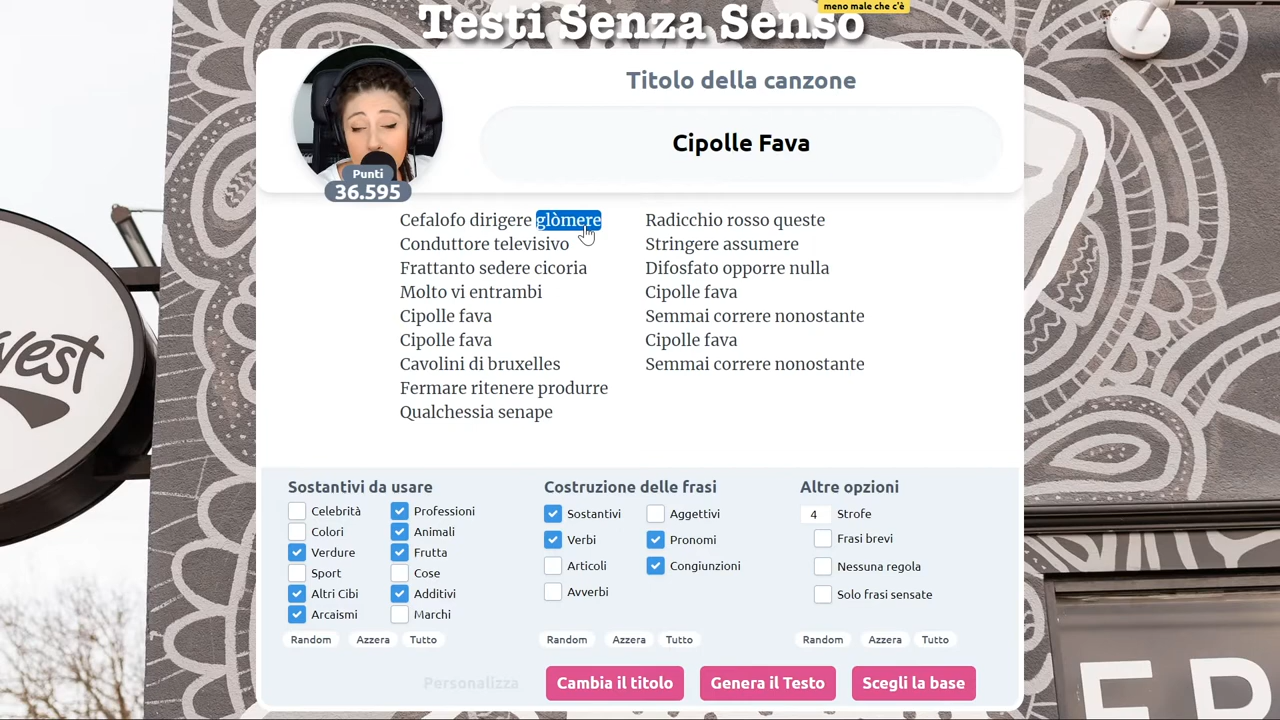 meno male che c'è
Testi Senza Senso
Titolo della canzone
Cipolle Fava
Punti
36.595
Cefalofo dirigere glòmere
Conduttore televisivo
Frattanto sedere cicoria
Molto vi entrambi
Cipolle fava
Cipolle fava
Cavolini di bruxelles
Fermare ritenere produrre
Qualchessia senape
Radicchio rosso queste
Stringere assumere
Difosfato opporre nulla
Cipolle fava
Semmai correre nonostante
Cipolle fava
Semmai correre nonostante
Sostantivi da usare
Celebrità
Professioni
Colori
Animali
Verdure
Frutta
Sport
Cose
Altri Cibi
Additivi
Arcaismi
Marchi
Random Azzera Tutto
Costruzione delle frasi
Sostantivi
Aggettivi
Verbi
Pronomi
Articoli
Congiunzioni
Avverbi
Random Azzera Tutto
Altre opzioni
4 Strofe
Frasi brevi
Nessuna regola
Solo frasi sensate
Random Azzera Tutto
Personalizza
Cambia il titolo
Genera il Testo
Scegli la base